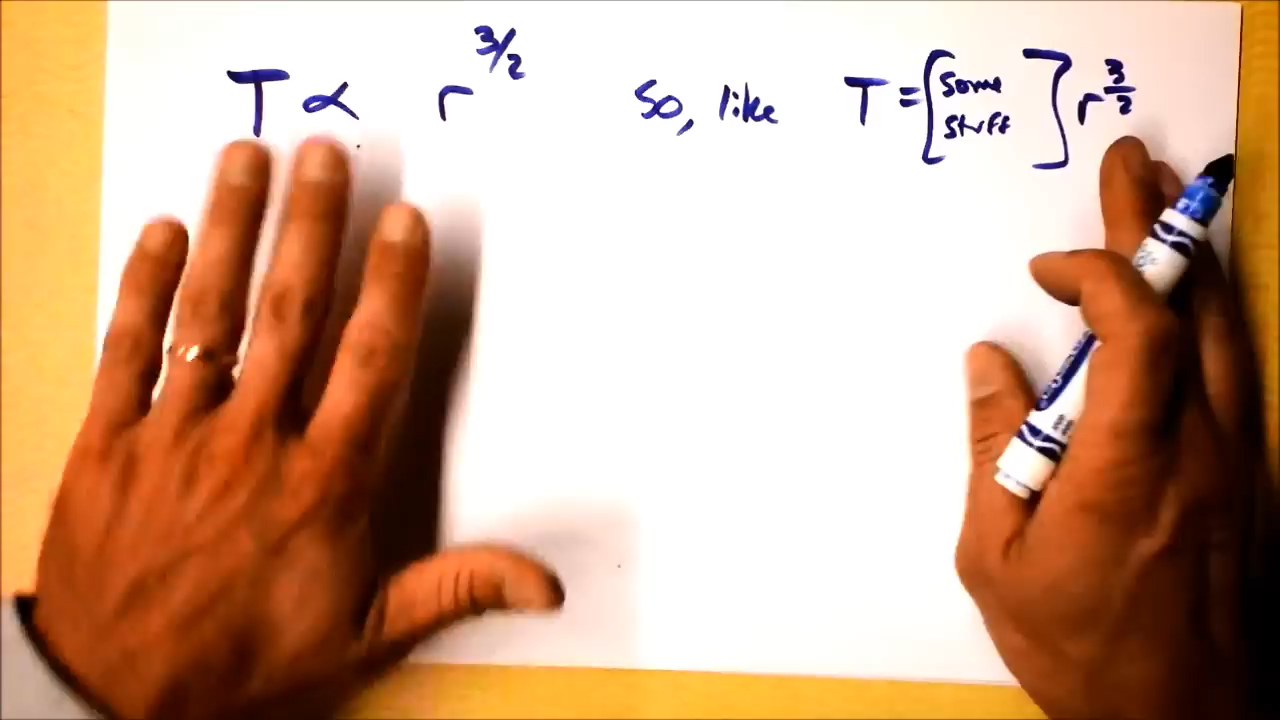 T ∝ r^3/2 So, like T = [some stuff] r^3/2